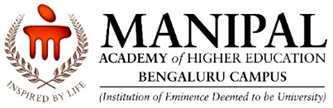 MANIPAL
ACADEMY of HIGHER EDUCATION
BENGALURU CAMPUS
(Institution of Eminence Deemed to be University)
INSPIRED BY LIFE